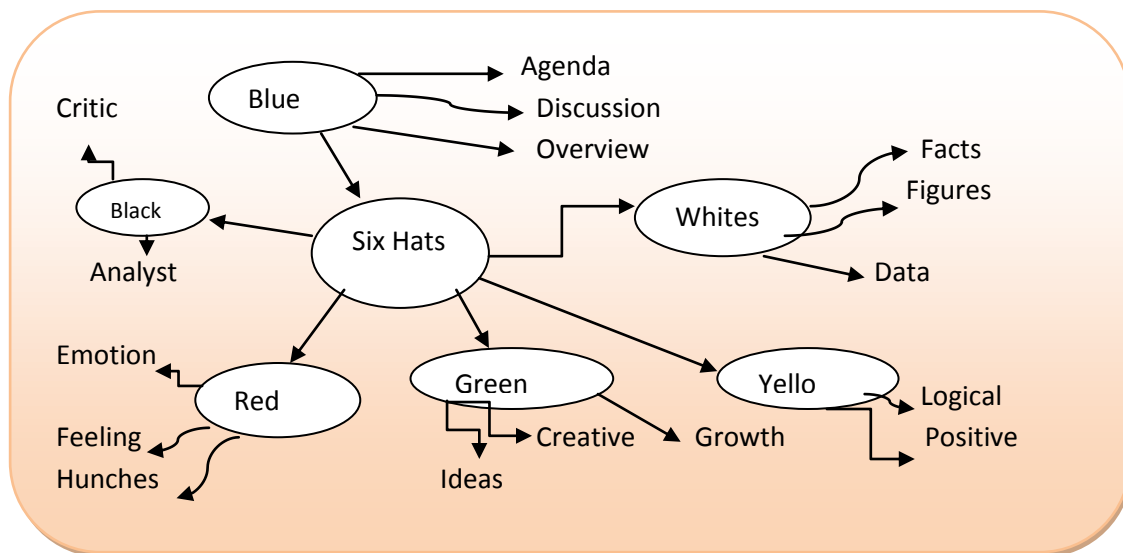 Blue
Agenda
Discussion
Overview
Critic
Black
Analyst
Six Hats
Whites
Facts
Figures
Data
Emotion
Red
Feeling
Hunches
Green
Creative
Growth
Ideas
Yello
Logical
Positive